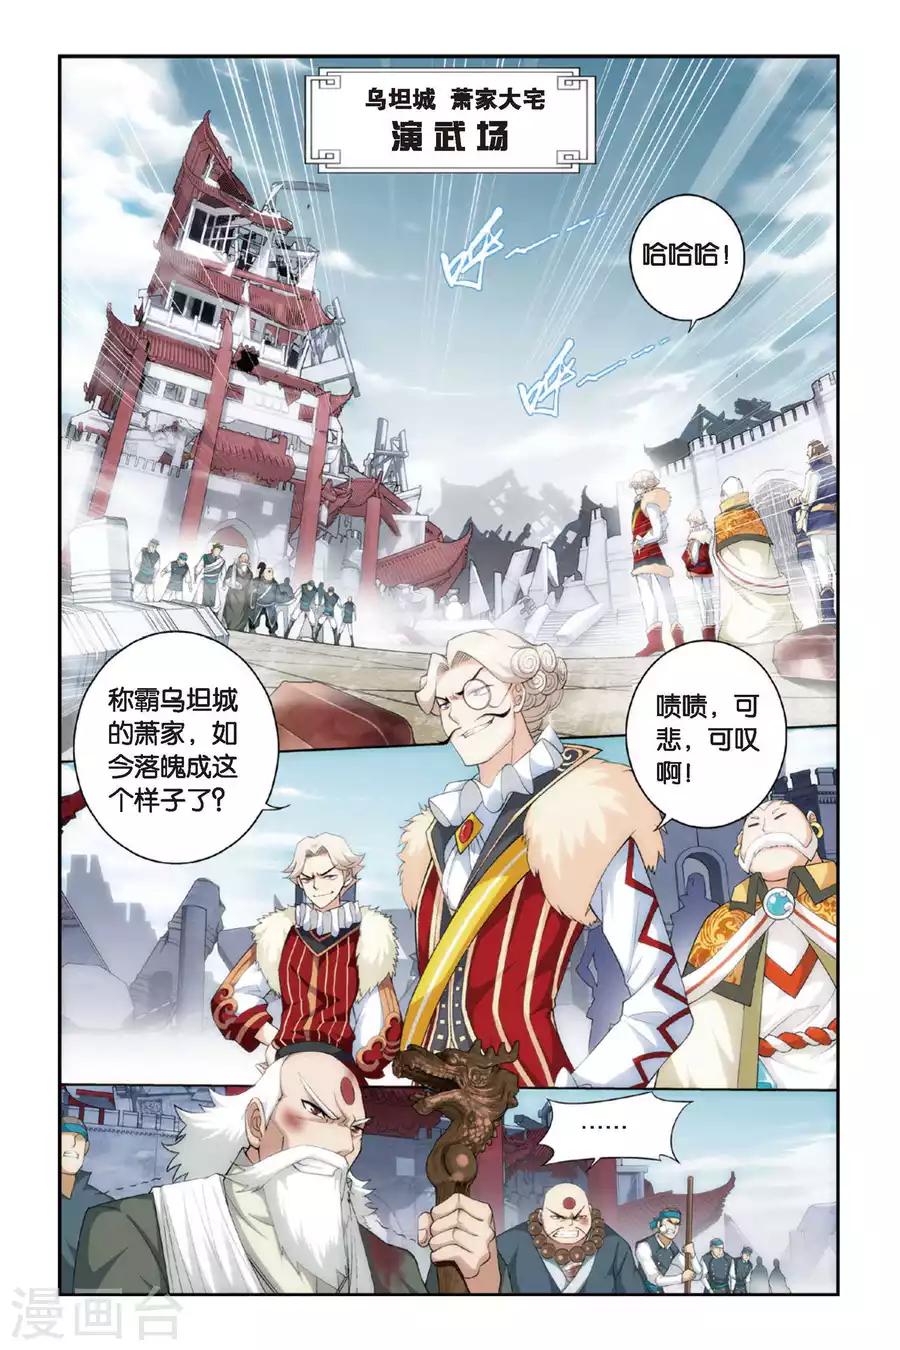 乌坦城 萧家大宅
演武场
哈哈哈！
呼——
呼——
称霸乌坦城
的萧家，如
今落魄成这
个样子了？
啧啧，可
悲，可叹
啊！
……
漫画台